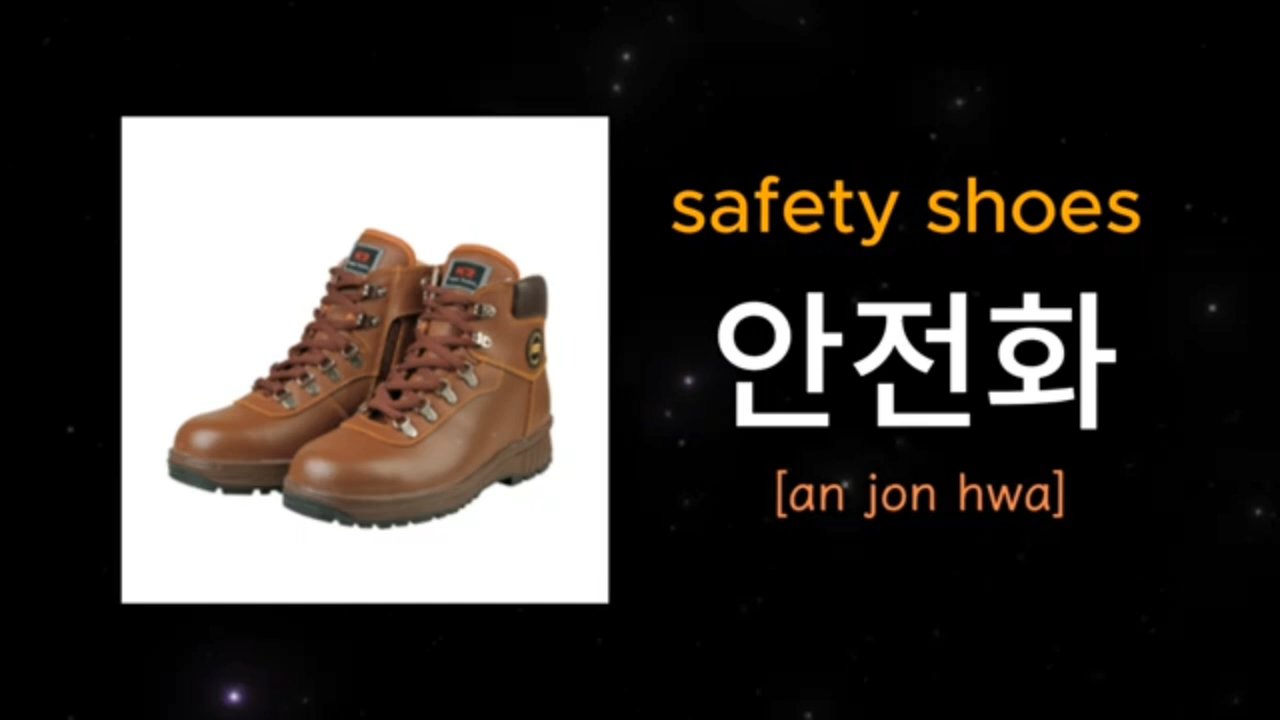 safety shoes
안전화
[an jon hwa]